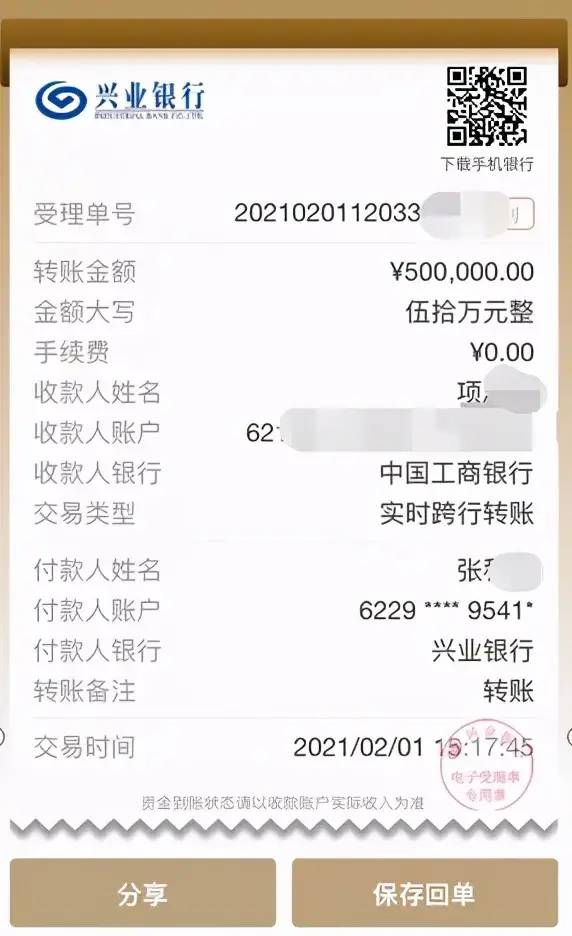 兴业银行
INDUSTRIAL BANK CO.,LTD.
下载手机银行
受理单号 2021020112033
转账金额 ¥500,000.00
金额大写 伍拾万元整
手续费 ¥0.00
收款人姓名 项
收款人账户 621
收款人银行 中国工商银行
交易类型 实时跨行转账
付款人姓名 张
付款人账户 6229 **** 9541*
付款人银行 兴业银行
转账备注 转账
交易时间 2021/02/01 15:17:45
电子受理章
专用章
资金到账状态请以收款账户实际收入为准
分享 保存回单